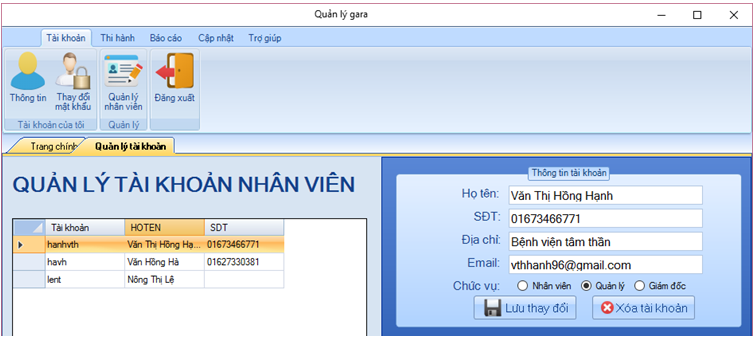 Quản lý gara
Tài khoản Thi hành Báo cáo Cập nhật Trợ giúp
Thông tin Thay đổi mật khẩu Quản lý nhân viên Đăng xuất
Tài khoản của tôi Quản lý
Trang chính Quản lý tài khoản
QUẢN LÝ TÀI KHOẢN NHÂN VIÊN
Tài khoản HOTEN SDT
hanhvth Văn Thị Hồng Hạ... 01673466771
havh Văn Hồng Hà 01627330381
lent Nông Thị Lệ
Thông tin tài khoản
Họ tên: Văn Thị Hồng Hạnh
SĐT: 01673466771
Địa chỉ: Bệnh viện tâm thần
Email: vthhanh96@gmail.com
Chức vụ: Nhân viên Quản lý Giám đốc
Lưu thay đổi Xóa tài khoản